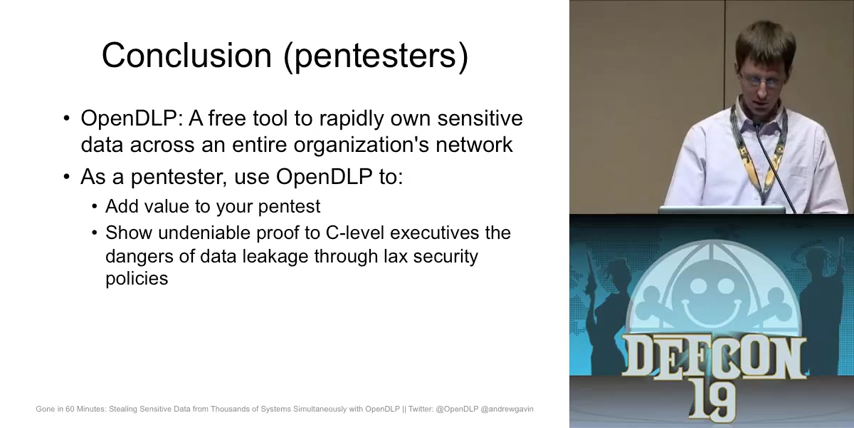 Conclusion (pentesters)
• OpenDLP: A free tool to rapidly own sensitive
data across an entire organization's network
• As a pentester, use OpenDLP to:
• Add value to your pentest
• Show undeniable proof to C-level executives the
dangers of data leakage through lax security
policies
Gone in 60 Minutes: Stealing Sensitive Data from Thousands of Systems Simultaneously with OpenDLP || Twitter: @OpenDLP @andrewgavin
DEFCON
19